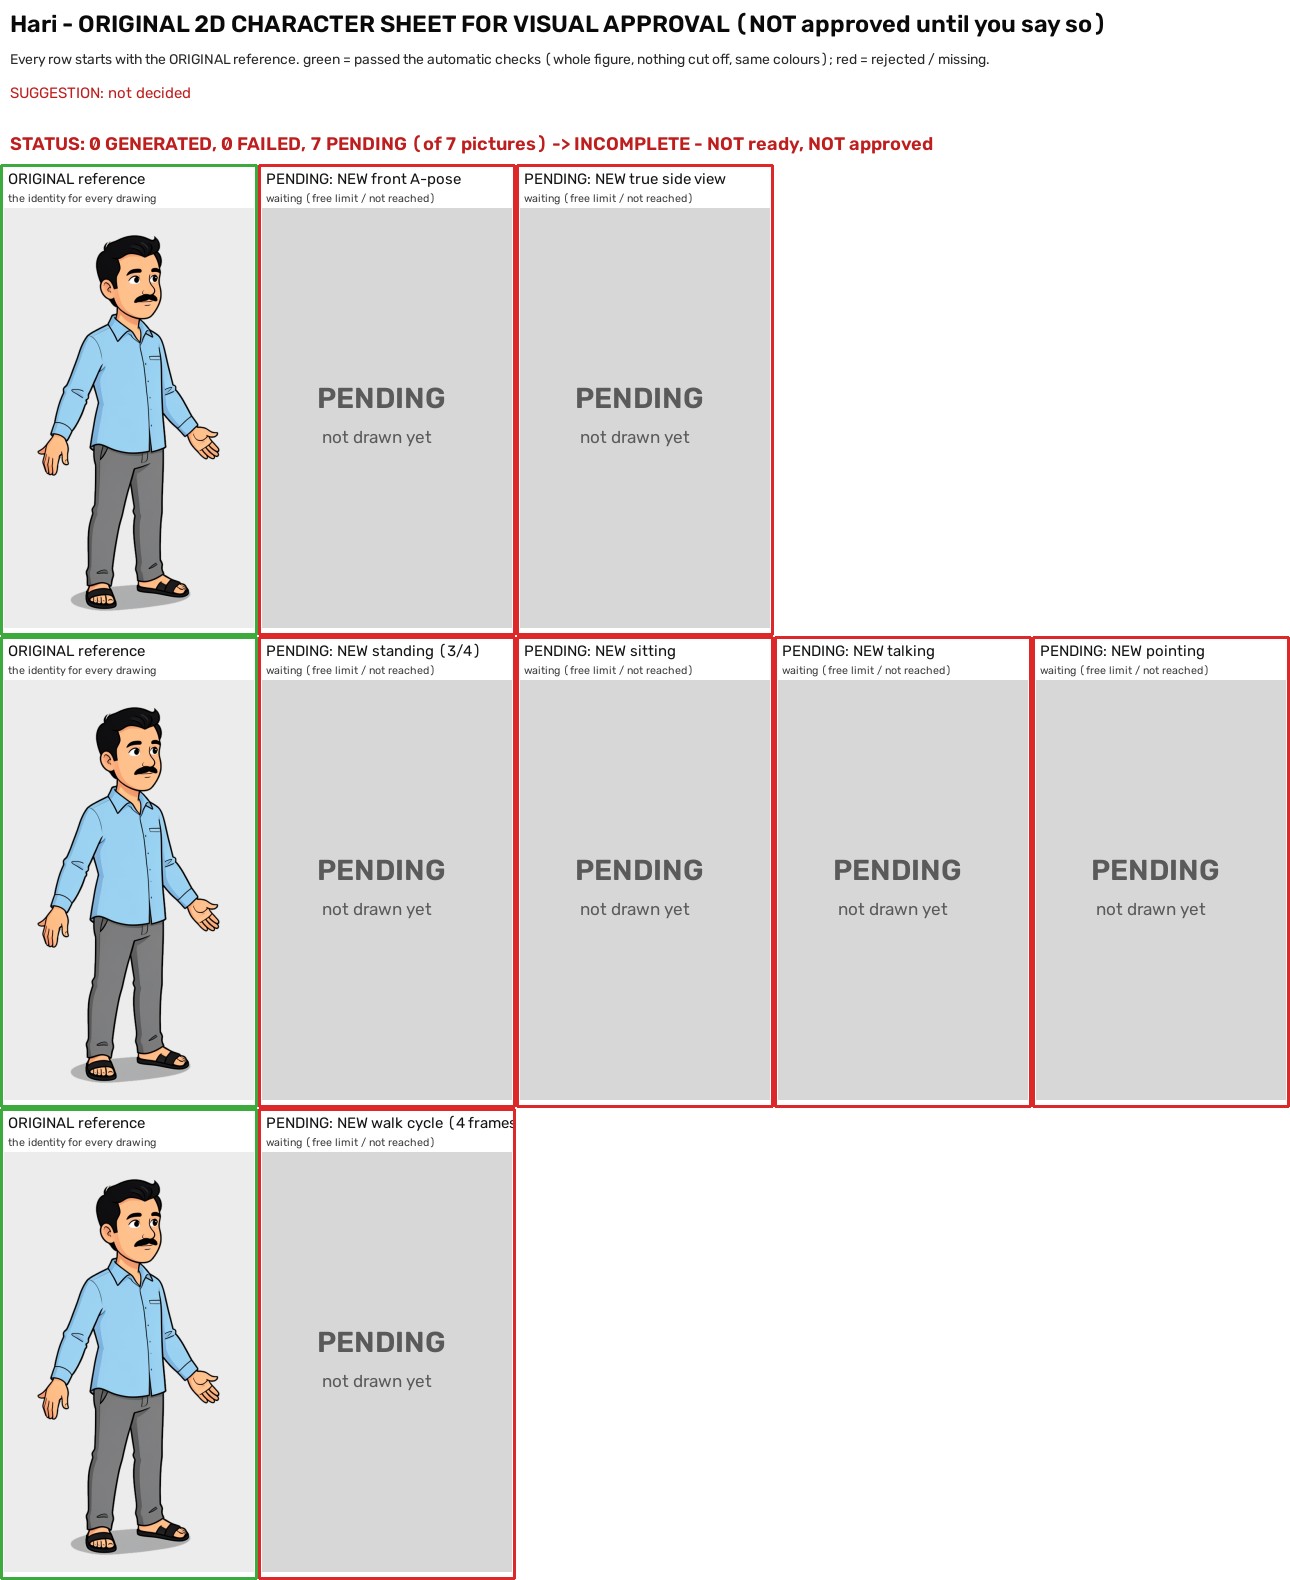 Hari - ORIGINAL 2D CHARACTER SHEET FOR VISUAL APPROVAL (NOT approved until you say so)
Every row starts with the ORIGINAL reference. green = passed the automatic checks (whole figure, nothing cut off, same colours); red = rejected / missing.
SUGGESTION: not decided
STATUS: 0 GENERATED, 0 FAILED, 7 PENDING (of 7 pictures) -> INCOMPLETE - NOT ready, NOT approved
ORIGINAL reference
the identity for every drawing
PENDING: NEW front A-pose
waiting (free limit / not reached)
PENDING
not drawn yet
PENDING: NEW true side view
waiting (free limit / not reached)
PENDING
not drawn yet
ORIGINAL reference
the identity for every drawing
PENDING: NEW standing (3/4)
waiting (free limit / not reached)
PENDING
not drawn yet
PENDING: NEW sitting
waiting (free limit / not reached)
PENDING
not drawn yet
PENDING: NEW talking
waiting (free limit / not reached)
PENDING
not drawn yet
PENDING: NEW pointing
waiting (free limit / not reached)
PENDING
not drawn yet
ORIGINAL reference
the identity for every drawing
PENDING: NEW walk cycle (4 frames
waiting (free limit / not reached)
PENDING
not drawn yet